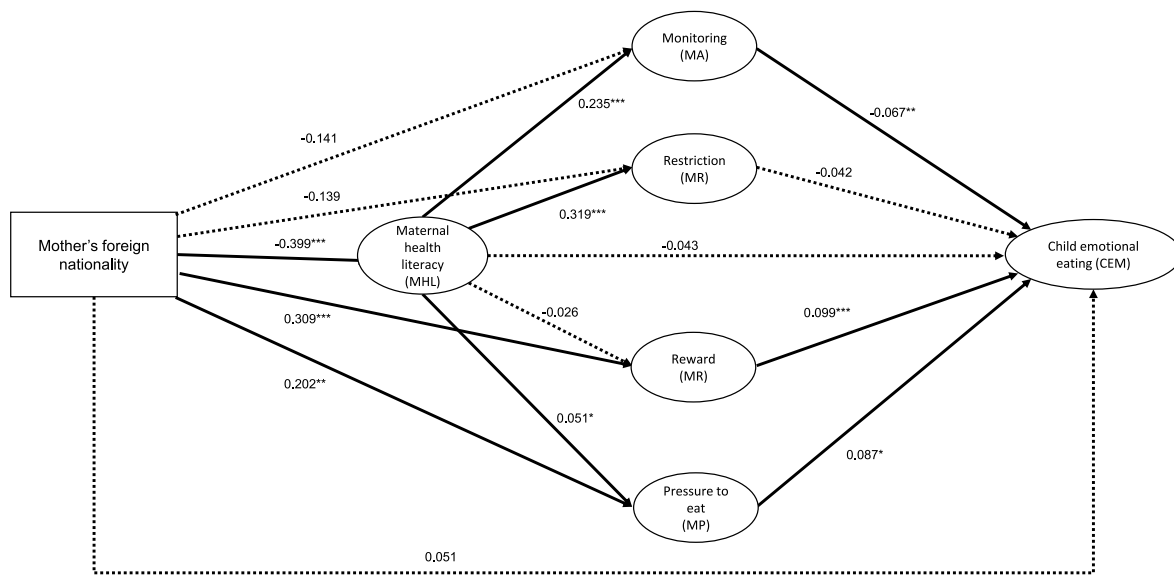 Monitoring
(MA)
0.235***
-0.067**
-0.141
Restriction
(MR)
-0.042
-0.139
0.319***
Mother's foreign
nationality
-0.399***
Maternal
health
literacy
(MHL)
-0.043
Child emotional
eating (CEM)
-0.026
0.309***
Reward
(MR)
0.099***
0.202**
0.051*
0.087*
Pressure to
eat
(MP)
0.051